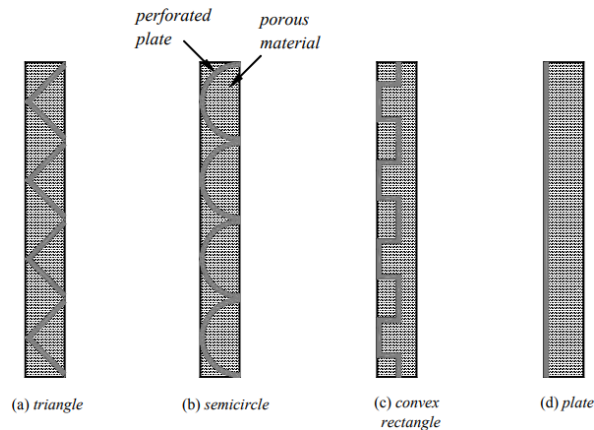 perforated
plate
porous
material
(a) triangle
(b) semicircle
(c) convex
rectangle
(d) plate